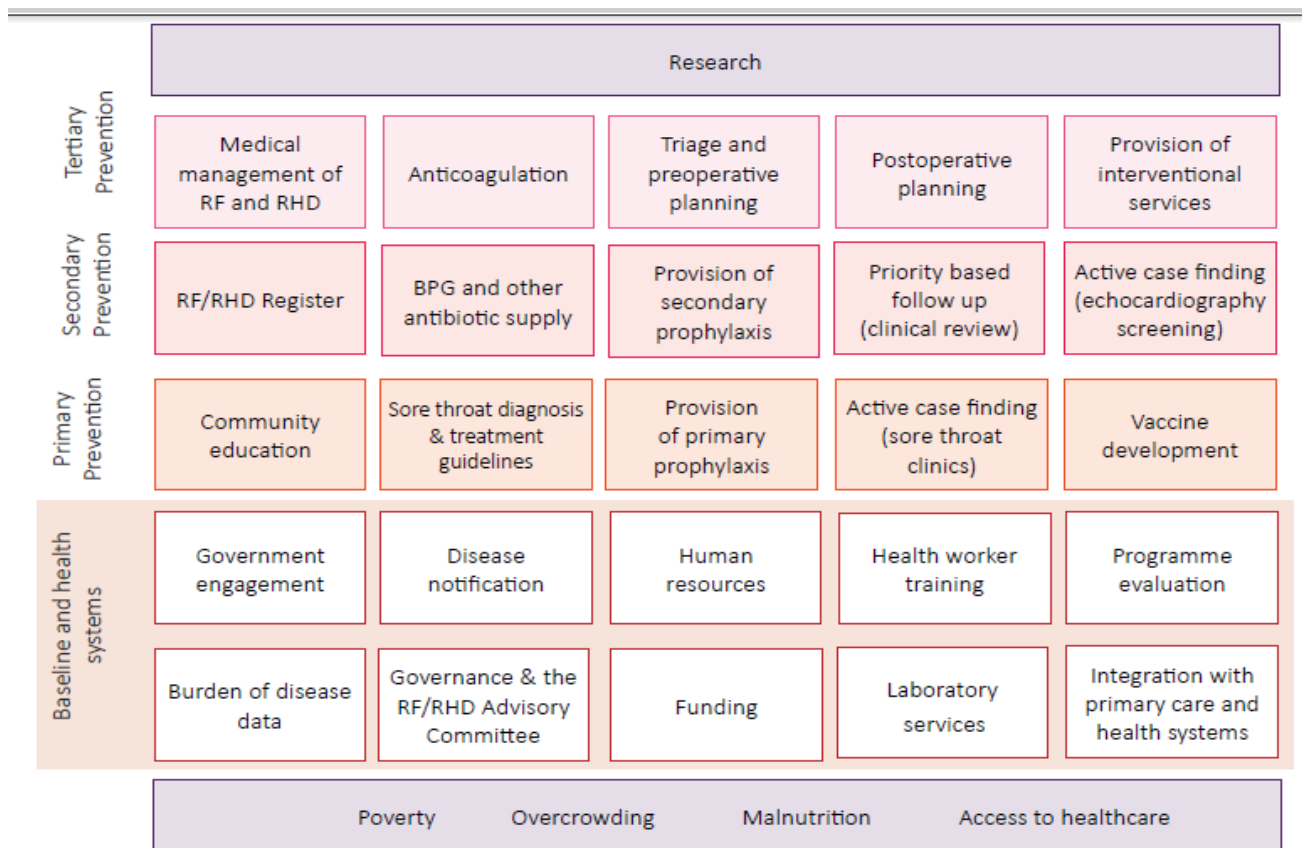 Research
Tertiary
Prevention
Medical
management of
RF and RHD
Anticoagulation
Triage and
preoperative
planning
Postoperative
planning
Provision of
interventional
services
Secondary
Prevention
RF/RHD Register
BPG and other
antibiotic supply
Provision of
secondary
prophylaxis
Priority based
follow up
(clinical review)
Active case finding
(echocardiography
screening)
Primary
Prevention
Community
education
Sore throat diagnosis
& treatment
guidelines
Provision
of primary
prophylaxis
Active case finding
(sore throat
clinics)
Vaccine
development
Baseline and health
systems
Government
engagement
Disease
notification
Human
resources
Health worker
training
Programme
evaluation
Burden of disease
data
Governance & the
RF/RHD Advisory
Committee
Funding
Laboratory
services
Integration with
primary care and
health systems
Poverty Overcrowding Malnutrition Access to healthcare